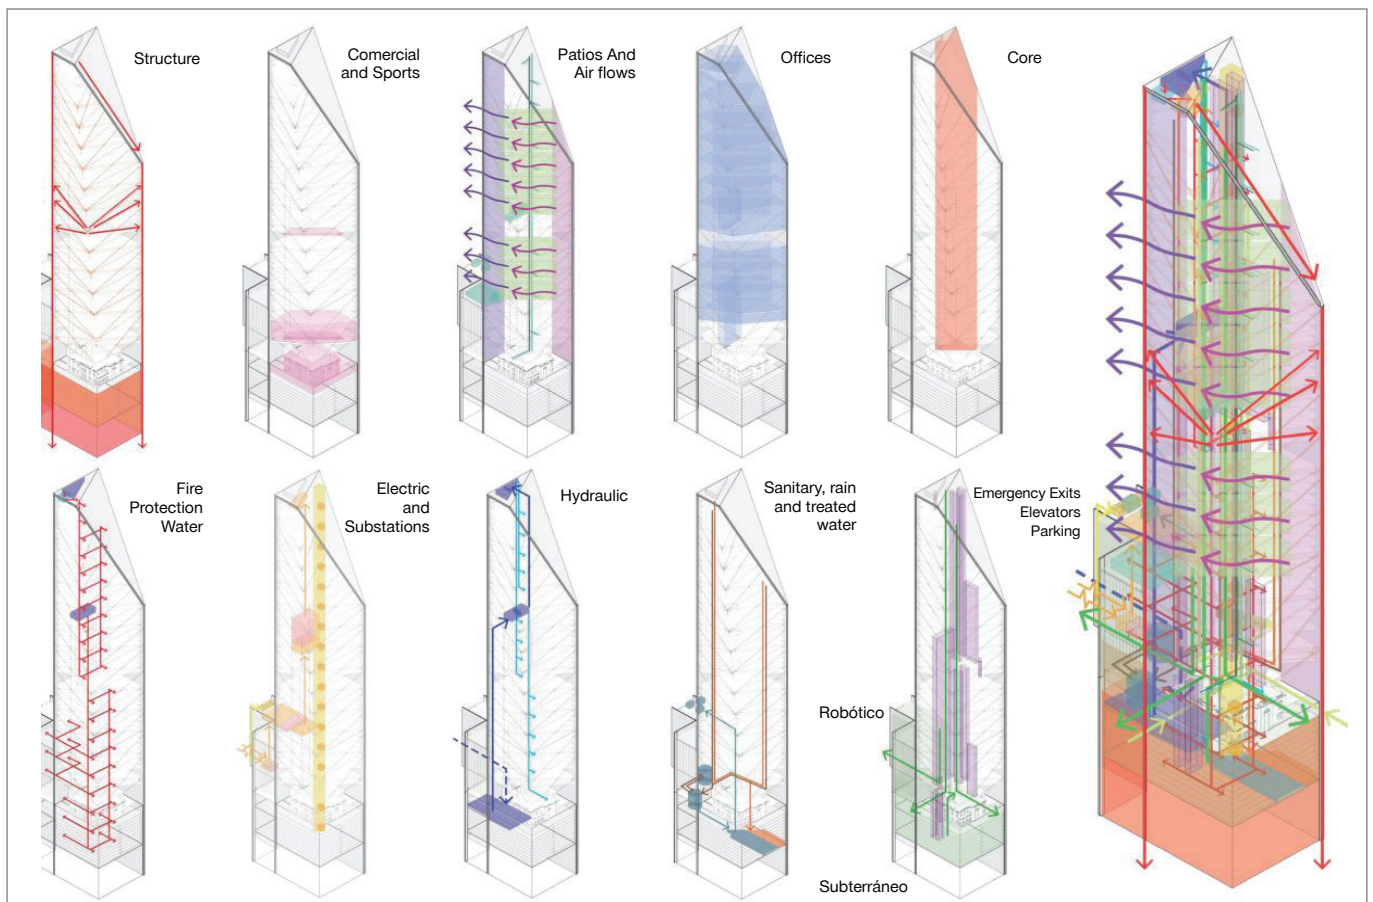 Structure
Comercial
and Sports
Patios And
Air flows
Offices
Core
Fire
Protection
Water
Electric
and
Substations
Hydraulic
Sanitary, rain
and treated
water
Emergency Exits
Elevators
Parking
Robótico
Subterráneo